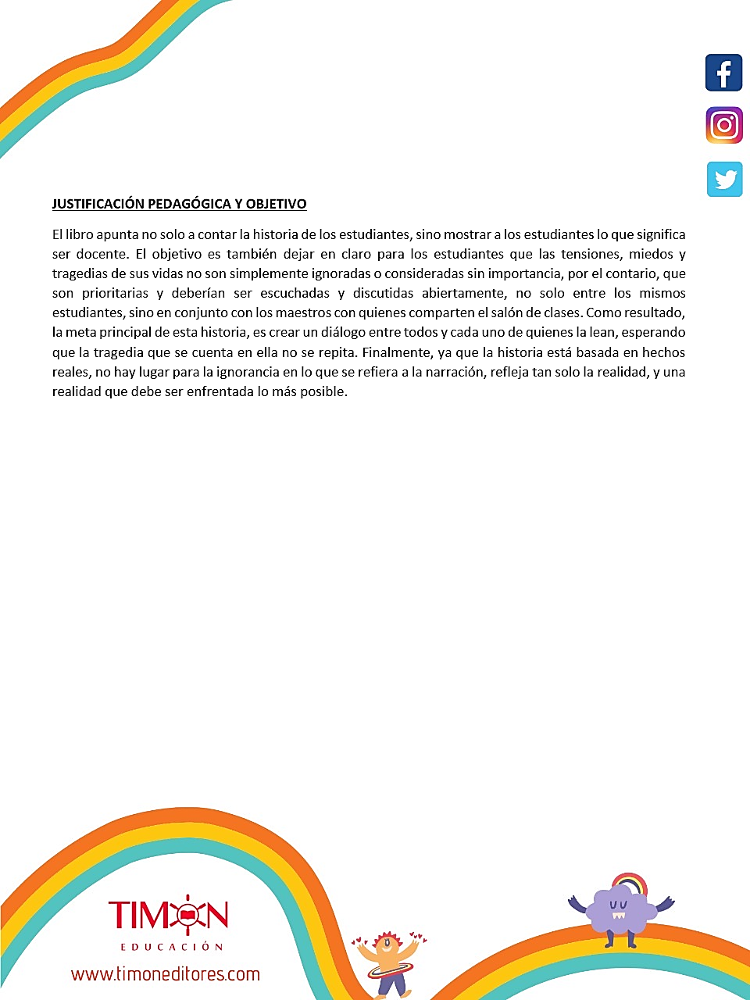 JUSTIFICACIÓN PEDAGÓGICA Y OBJETIVO
El libro apunta no solo a contar la historia de los estudiantes, sino mostrar a los estudiantes lo que significa
ser docente. El objetivo es también dejar en claro para los estudiantes que las tensiones, miedos y
tragedias de sus vidas no son simplemente ignoradas o consideradas sin importancia, por el contario, que
son prioritarias y deberían ser escuchadas y discutidas abiertamente, no solo entre los mismos
estudiantes, sino en conjunto con los maestros con quienes comparten el salón de clases. Como resultado,
la meta principal de esta historia, es crear un diálogo entre todos y cada uno de quienes la lean, esperando
que la tragedia que se cuenta en ella no se repita. Finalmente, ya que la historia está basada en hechos
reales, no hay lugar para la ignorancia en lo que se refiera a la narración, refleja tan solo la realidad, y una
realidad que debe ser enfrentada lo más posible.
TIMON
EDUCACIÓN
www.timoneditores.com